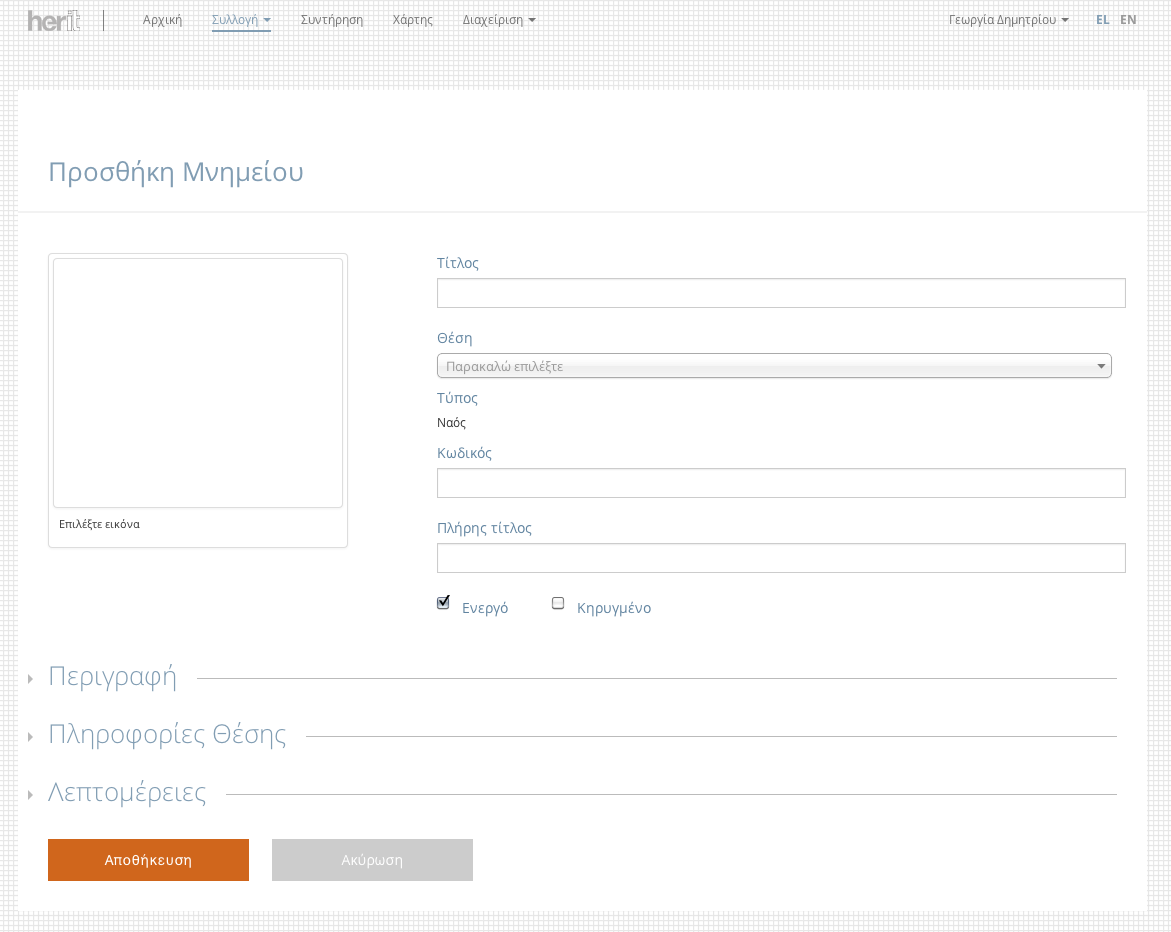 herit Αρχική Συλλογή Συντήρηση Χάρτης Διαχείριση Γεωργία Δημητρίου EL EN
Προσθήκη Μνημείου
Επιλέξτε εικόνα
Τίτλος
Θέση
Παρακαλώ επιλέξτε
Τύπος
Ναός
Κωδικός
Πλήρης τίτλος
Ενεργό Κηρυγμένο
Περιγραφή
Πληροφορίες Θέσης
Λεπτομέρειες
Αποθήκευση Ακύρωση